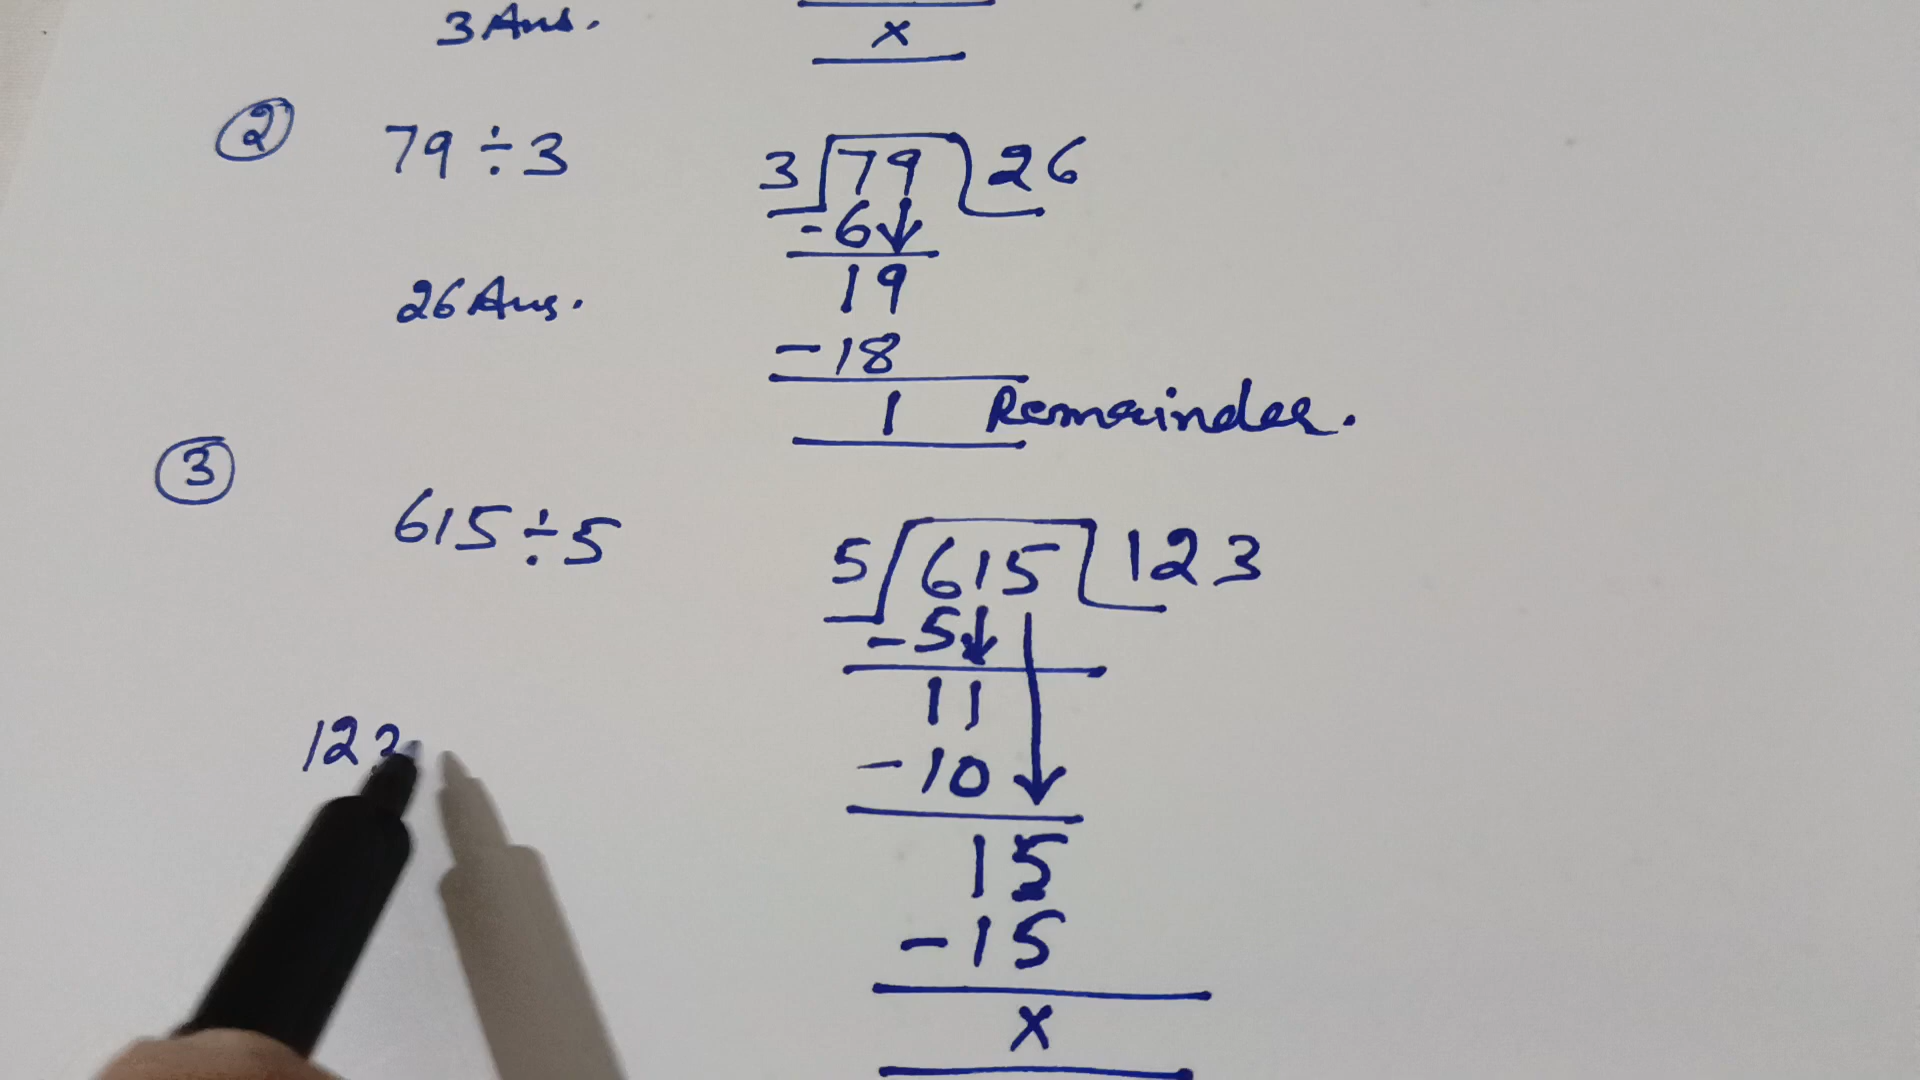 3 Ans.
x
② 79 ÷ 3
3 79 26
- 6
19
26 Ans.
- 18
1 Remainder.
③
615 ÷ 5
5 615 123
- 5
11
123
- 10
15
- 15
x